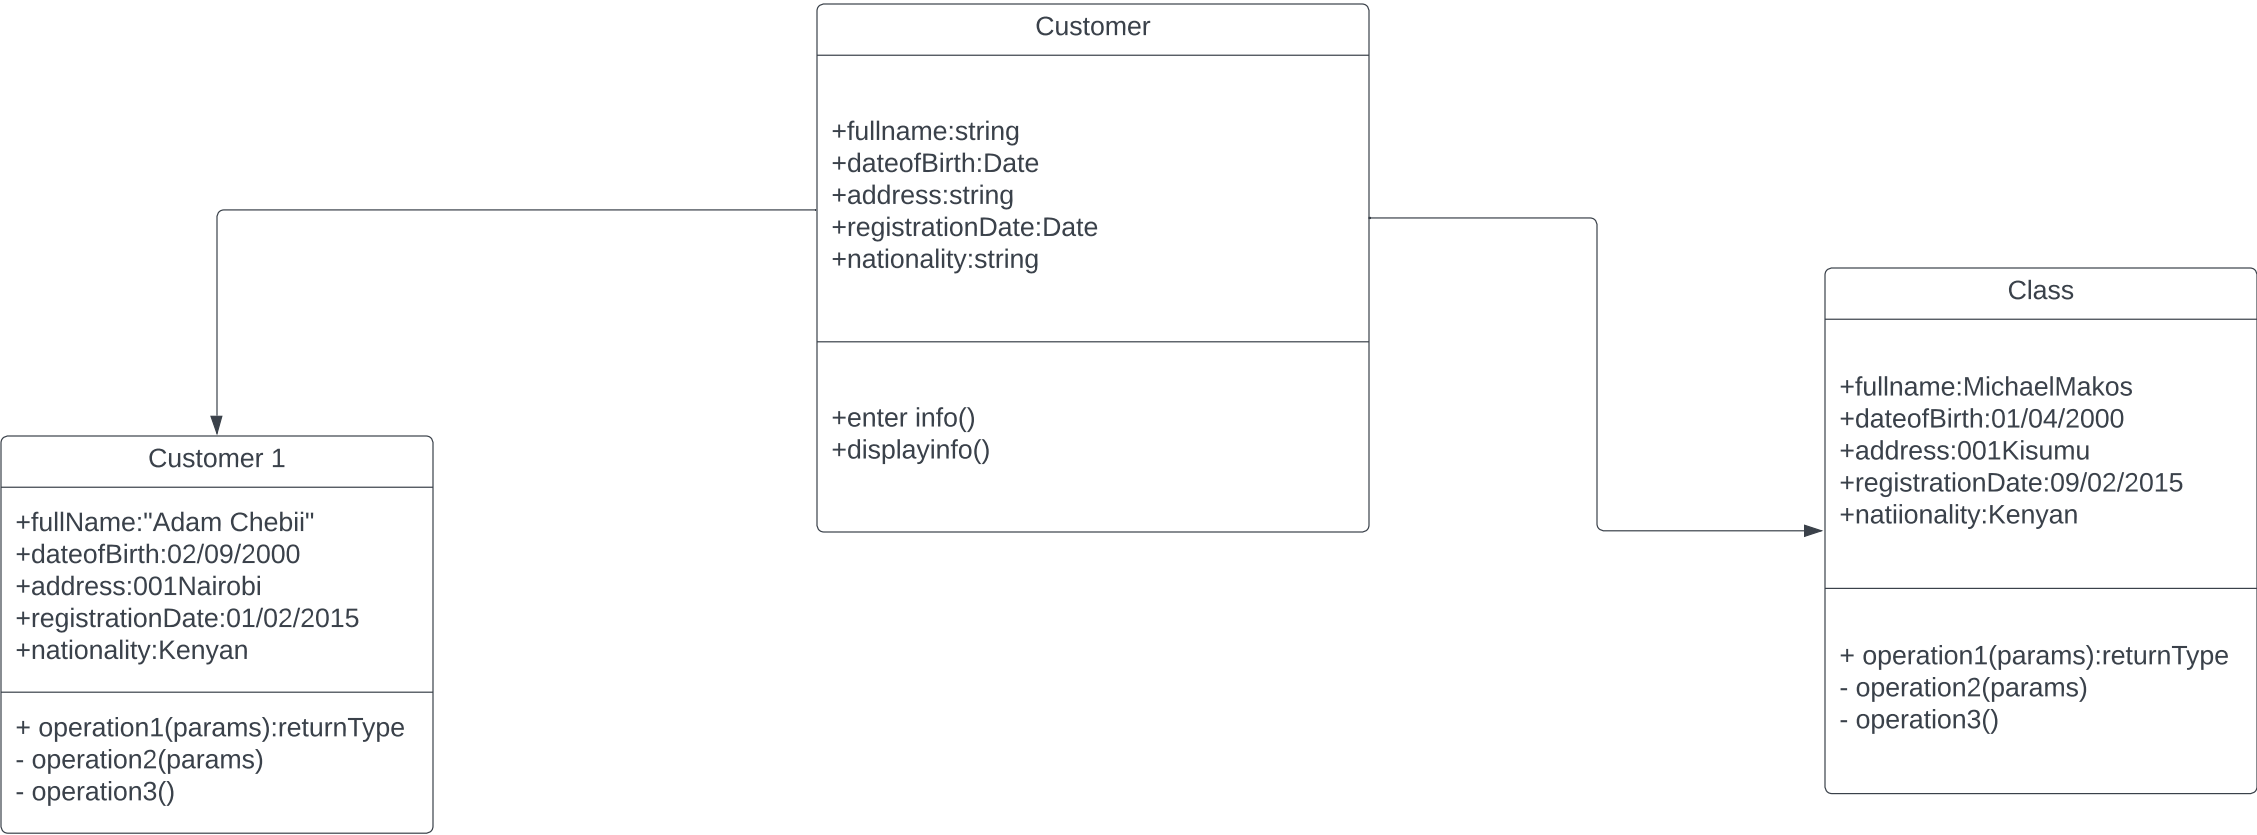 Customer
+fullname:string
+dateofBirth:Date
+address:string
+registrationDate:Date
+nationality:string
+enter info()
+displayinfo()
Customer 1
+fullName:"Adam Chebii"
+dateofBirth:02/09/2000
+address:001Nairobi
+registrationDate:01/02/2015
+nationality:Kenyan
+ operation1(params):returnType
- operation2(params)
- operation3()
Class
+fullname:MichaelMakos
+dateofBirth:01/04/2000
+address:001Kisumu
+registrationDate:09/02/2015
+natiionality:Kenyan
+ operation1(params):returnType
- operation2(params)
- operation3()